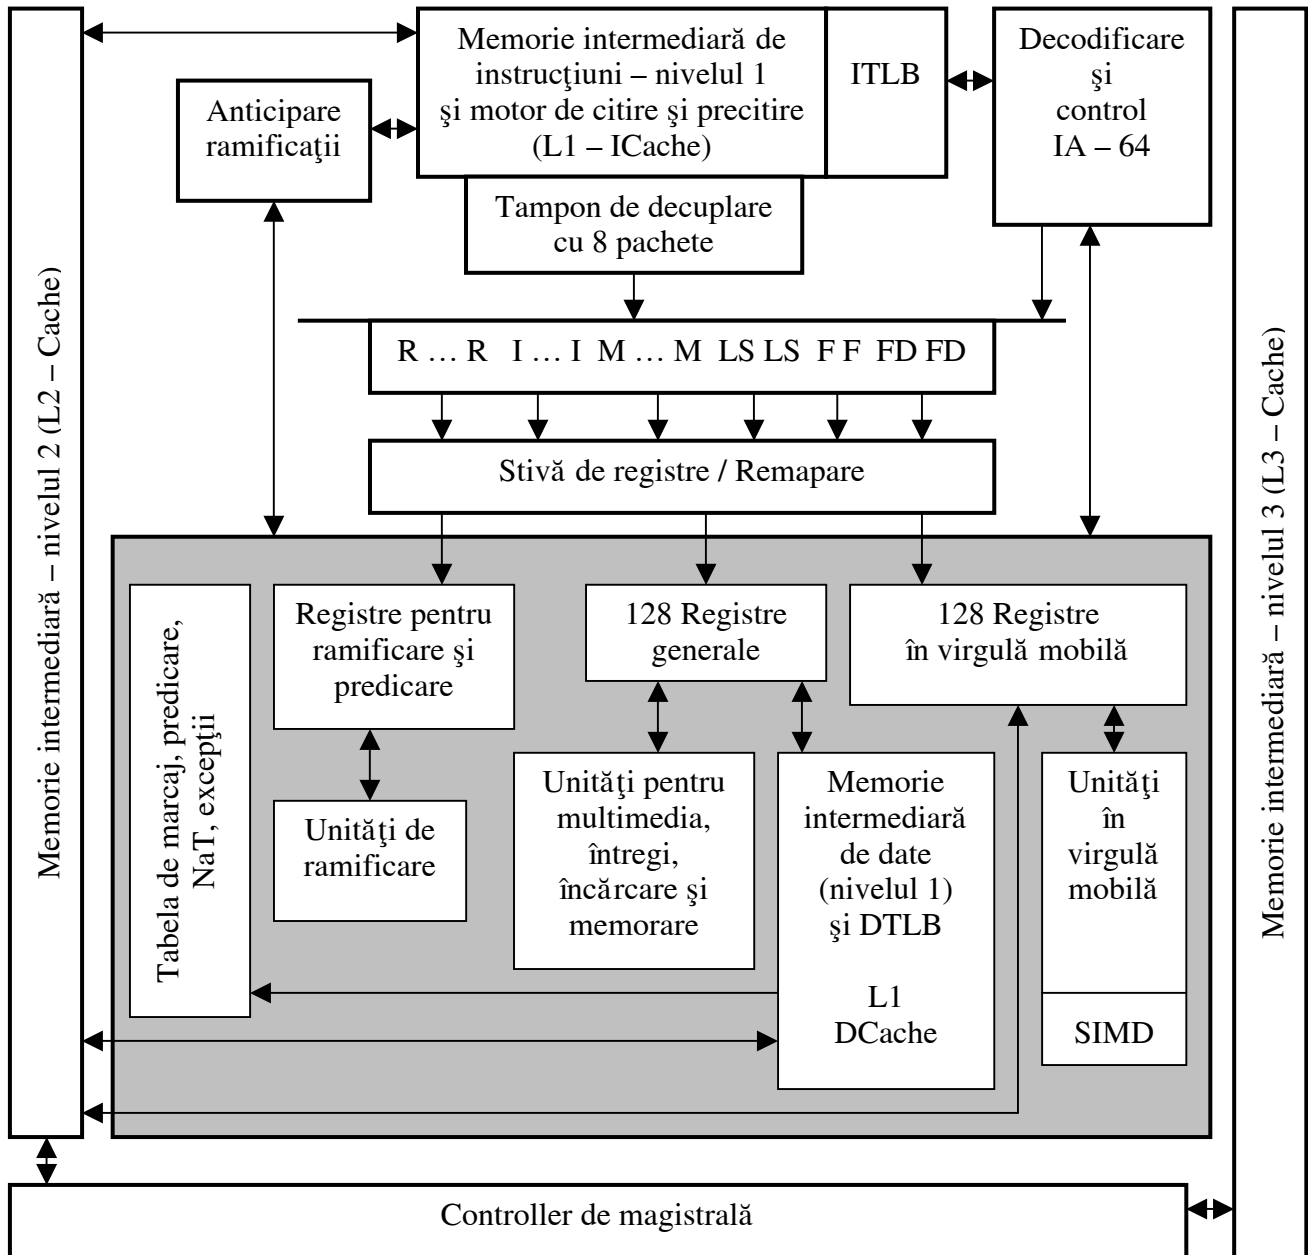 Memorie intermediară – nivelul 2 (L2 – Cache)
Memorie intermediară de
instrucţiuni – nivelul 1
şi motor de citire şi precitire
(L1 – ICache)
ITLB
Decodificare
şi
control
IA – 64
Anticipare
ramificaţii
Tampon de decuplare
cu 8 pachete
R … R I … I M … M LS LS F F FD FD
Stivă de registre / Remapare
Tabela de marcaj, predicare,
NaT, excepţii
Registre pentru
ramificare şi
predicare
128 Registre
generale
128 Registre
în virgulă mobilă
Unităţi de
ramificare
Unităţi pentru
multimedia,
întregi,
încărcare şi
memorare
Memorie
intermediară
de date
(nivelul 1)
şi DTLB
L1
DCache
Unităţi
în
virgulă
mobilă
SIMD
Memorie intermediară – nivelul 3 (L3 – Cache)
Controller de magistrală